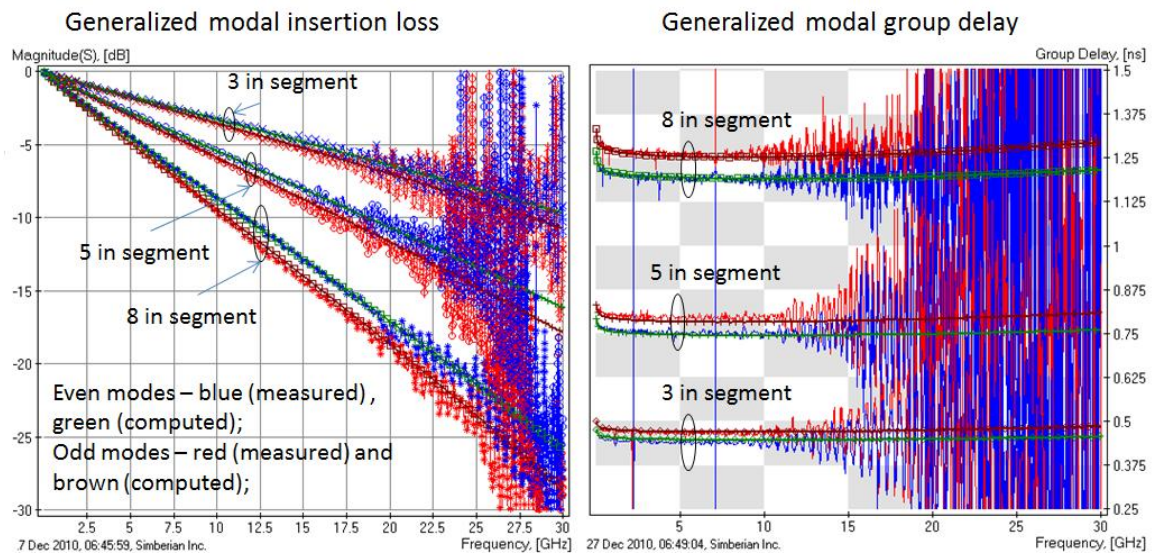 Generalized modal insertion loss
Magnitude(S), [dB]
0
-5
-10
-15
-20
-25
-30
3 in segment
5 in segment
8 in segment
Even modes – blue (measured) ,
green (computed);
Odd modes – red (measured) and
brown (computed);
2.5 5 7.5 10 12.5 15 17.5 20 22.5 25 27.5 30
7 Dec 2010, 06:45:59, Simberian Inc.
Frequency, [GHz]
Generalized modal group delay
Group Delay, [ns]
1.5
1.375
1.25
1.125
1
0.875
0.75
0.625
0.5
0.375
0.25
8 in segment
5 in segment
3 in segment
5 10 15 20 25 30
27 Dec 2010, 06:49:04, Simberian Inc.
Frequency, [GHz]